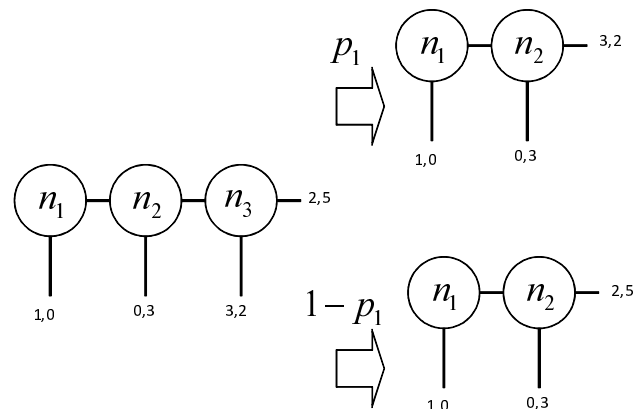 p₁
n₁ n₂ 3,2
1,0 0,3
n₁ n₂ n₃ 2,5
1,0 0,3 3,2
1 − p₁
n₁ n₂ 2,5
1,0 0,3